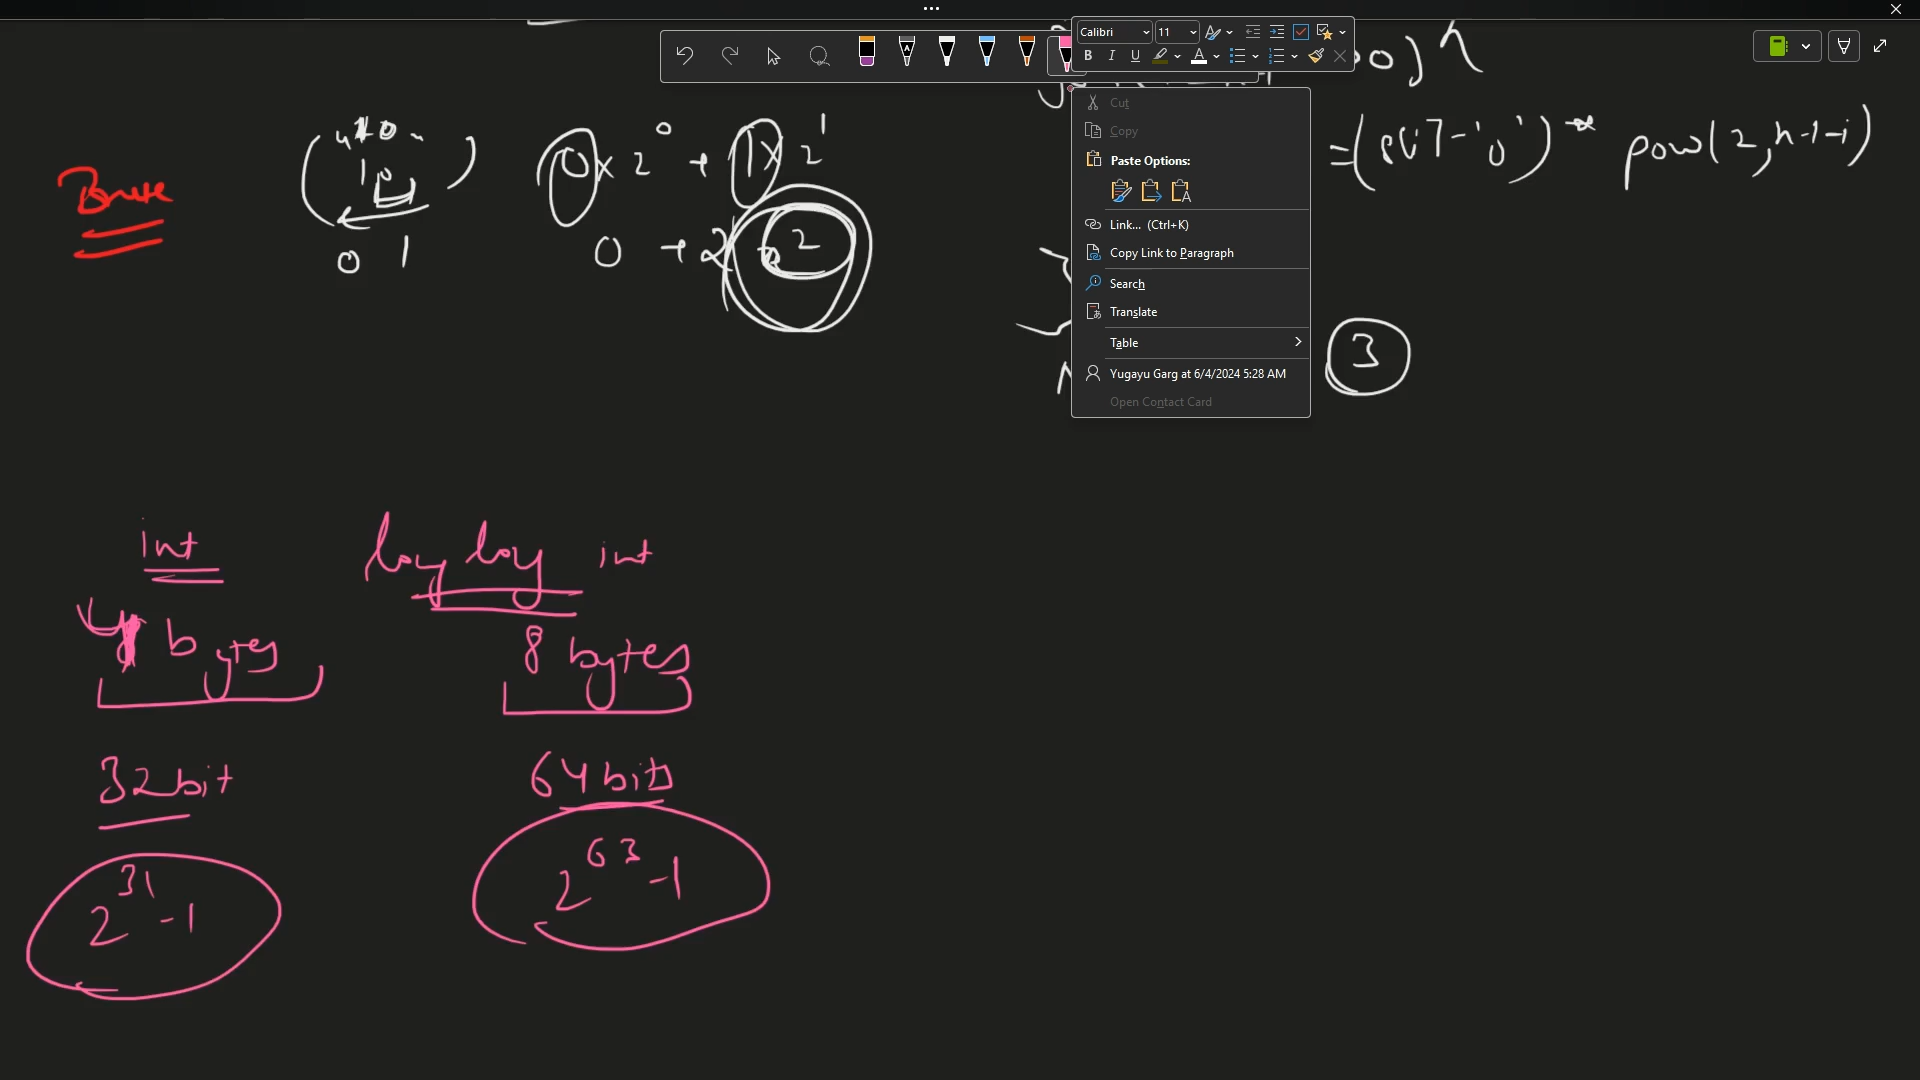 Calibri 11
B I U A
= (s[i] - '0') * pow(2, n-1-i)
Brute
"10"
10
0 1
0 x 2^0 + 1 x 2^1
0 + 2 = 2
Cut
Copy
Paste Options:
Link... (Ctrl+K)
Copy Link to Paragraph
Search
Translate
Table
Yugayu Garg at 6/4/2024 5:28 AM
Open Contact Card
3
int
long long int
4 bytes
8 bytes
32 bit
64 bits
2^31 - 1
2^63 - 1